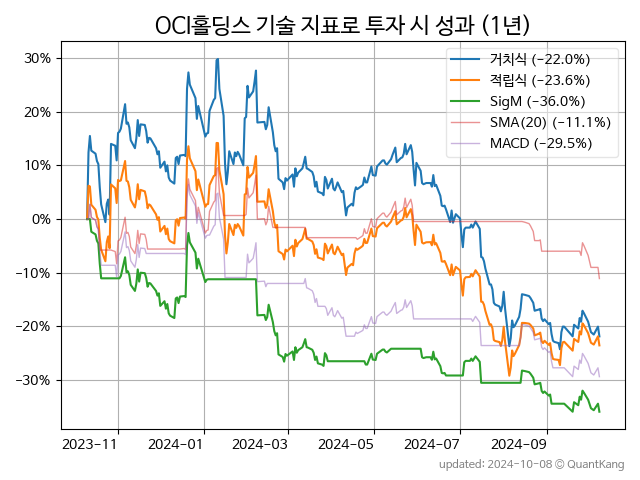 OCI홀딩스 기술 지표로 투자 시 성과 (1년)
30%
20%
10%
0%
−10%
−20%
−30%
거치식 (−22.0%)
적립식 (−23.6%)
SigM (−36.0%)
SMA(20) (−11.1%)
MACD (−29.5%)
2023−11 2024−01 2024−03 2024−05 2024−07 2024−09
updated: 2024-10-08 ⓒ QuantKang